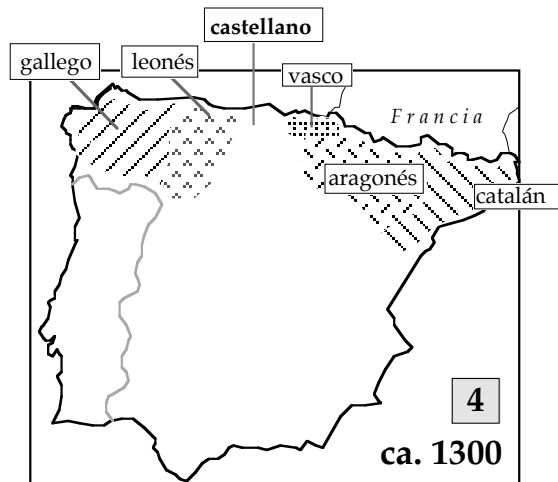 castellano
gallego
leonés
vasco
Francia
aragonés
catalán
4
ca. 1300